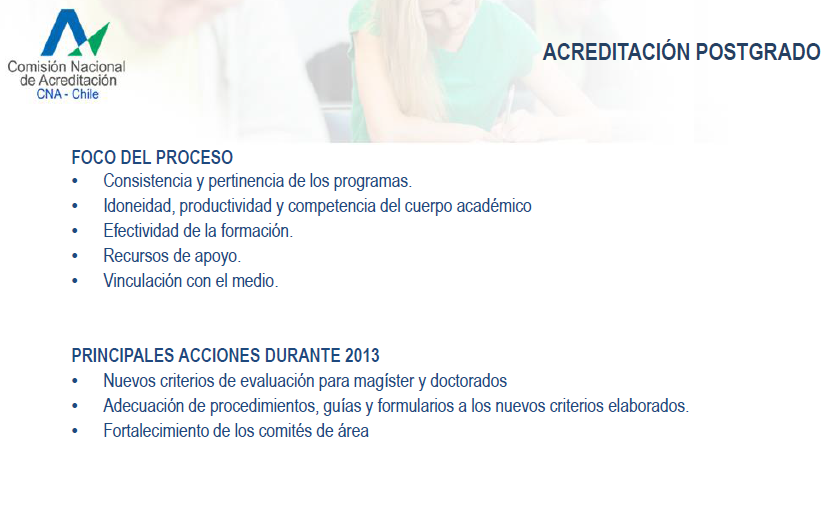 Comisión Nacional
de Acreditación
CNA - Chile
ACREDITACIÓN POSTGRADO
FOCO DEL PROCESO
• Consistencia y pertinencia de los programas.
• Idoneidad, productividad y competencia del cuerpo académico
• Efectividad de la formación.
• Recursos de apoyo.
• Vinculación con el medio.
PRINCIPALES ACCIONES DURANTE 2013
• Nuevos criterios de evaluación para magíster y doctorados
• Adecuación de procedimientos, guías y formularios a los nuevos criterios elaborados.
• Fortalecimiento de los comités de área